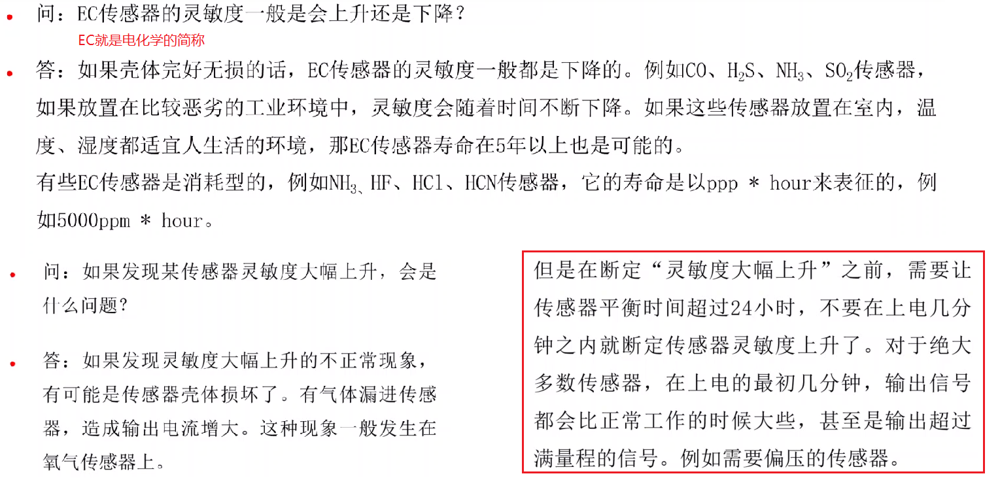 • 问：EC传感器的灵敏度一般是会上升还是下降？
EC就是电化学的简称
• 答：如果壳体完好无损的话，EC传感器的灵敏度一般都是下降的。例如CO、H₂S、NH₃、SO₂传感器，
如果放置在比较恶劣的工业环境中，灵敏度会随着时间不断下降。如果这些传感器放置在室内，温
度、湿度都适宜人生活的环境，那EC传感器寿命在5年以上也是可能的。
有些EC传感器是消耗型的，例如NH₃、HF、HCl、HCN传感器，它的寿命是以ppp * hour来表征的，例
如5000ppm * hour。
• 问：如果发现某传感器灵敏度大幅上升，会是
什么问题？
• 答：如果发现灵敏度大幅上升的不正常现象，
有可能是传感器壳体损坏了。有气体漏进传感
器，造成输出电流增大。这种现象一般发生在
氧气传感器上。
但是在断定“灵敏度大幅上升”之前，需要让
传感器平衡时间超过24小时，不要在上电几分
钟之内就断定传感器灵敏度上升了。对于绝大
多数传感器，在上电的最初几分钟，输出信号
都会比正常工作的时候大些，甚至是输出超过
满量程的信号。例如需要偏压的传感器。